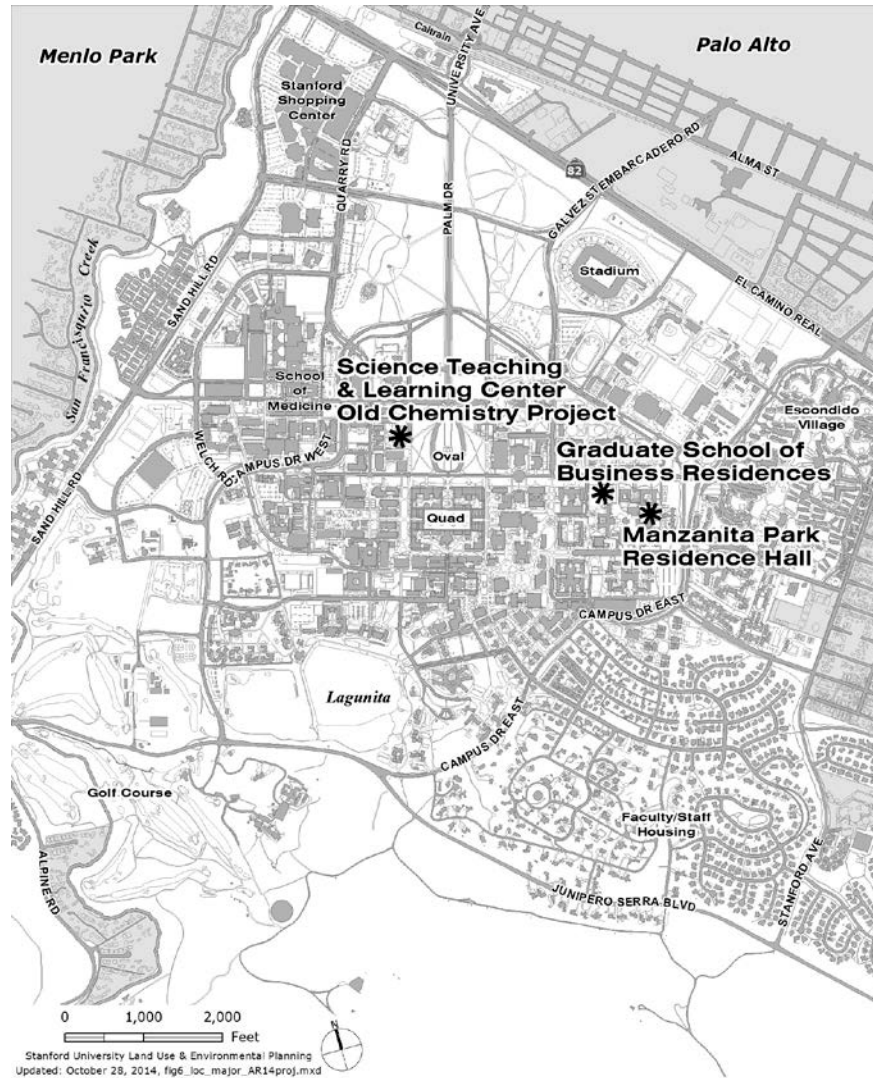 Menlo Park
Palo Alto
Caltrain
UNIVERSITY AVE
Stanford
Shopping
Center
QUARRY RD
PALM DR
GALVEZ ST
EMBARCADERO RD
ALMA ST
82
Stadium
EL CAMINO REAL
San Francisquito Creek
SAND HILL RD
School
of
Medicine
Science Teaching
& Learning Center
Old Chemistry Project
Escondido
Village
WELCH RD
CAMPUS DR WEST
Oval
Graduate School of
Business Residences
SAND HILL RD
Quad
Manzanita Park
Residence Hall
CAMPUS DR EAST
Lagunita
CAMPUS DR EAST
Golf Course
Faculty/Staff
Housing
ALPINE RD
JUNIPERO SERRA BLVD
STANFORD AVE
0 1,000 2,000
Feet
N
Stanford University Land Use & Environmental Planning
Updated: October 28, 2014, fig6_loc_major_AR14proj.mxd